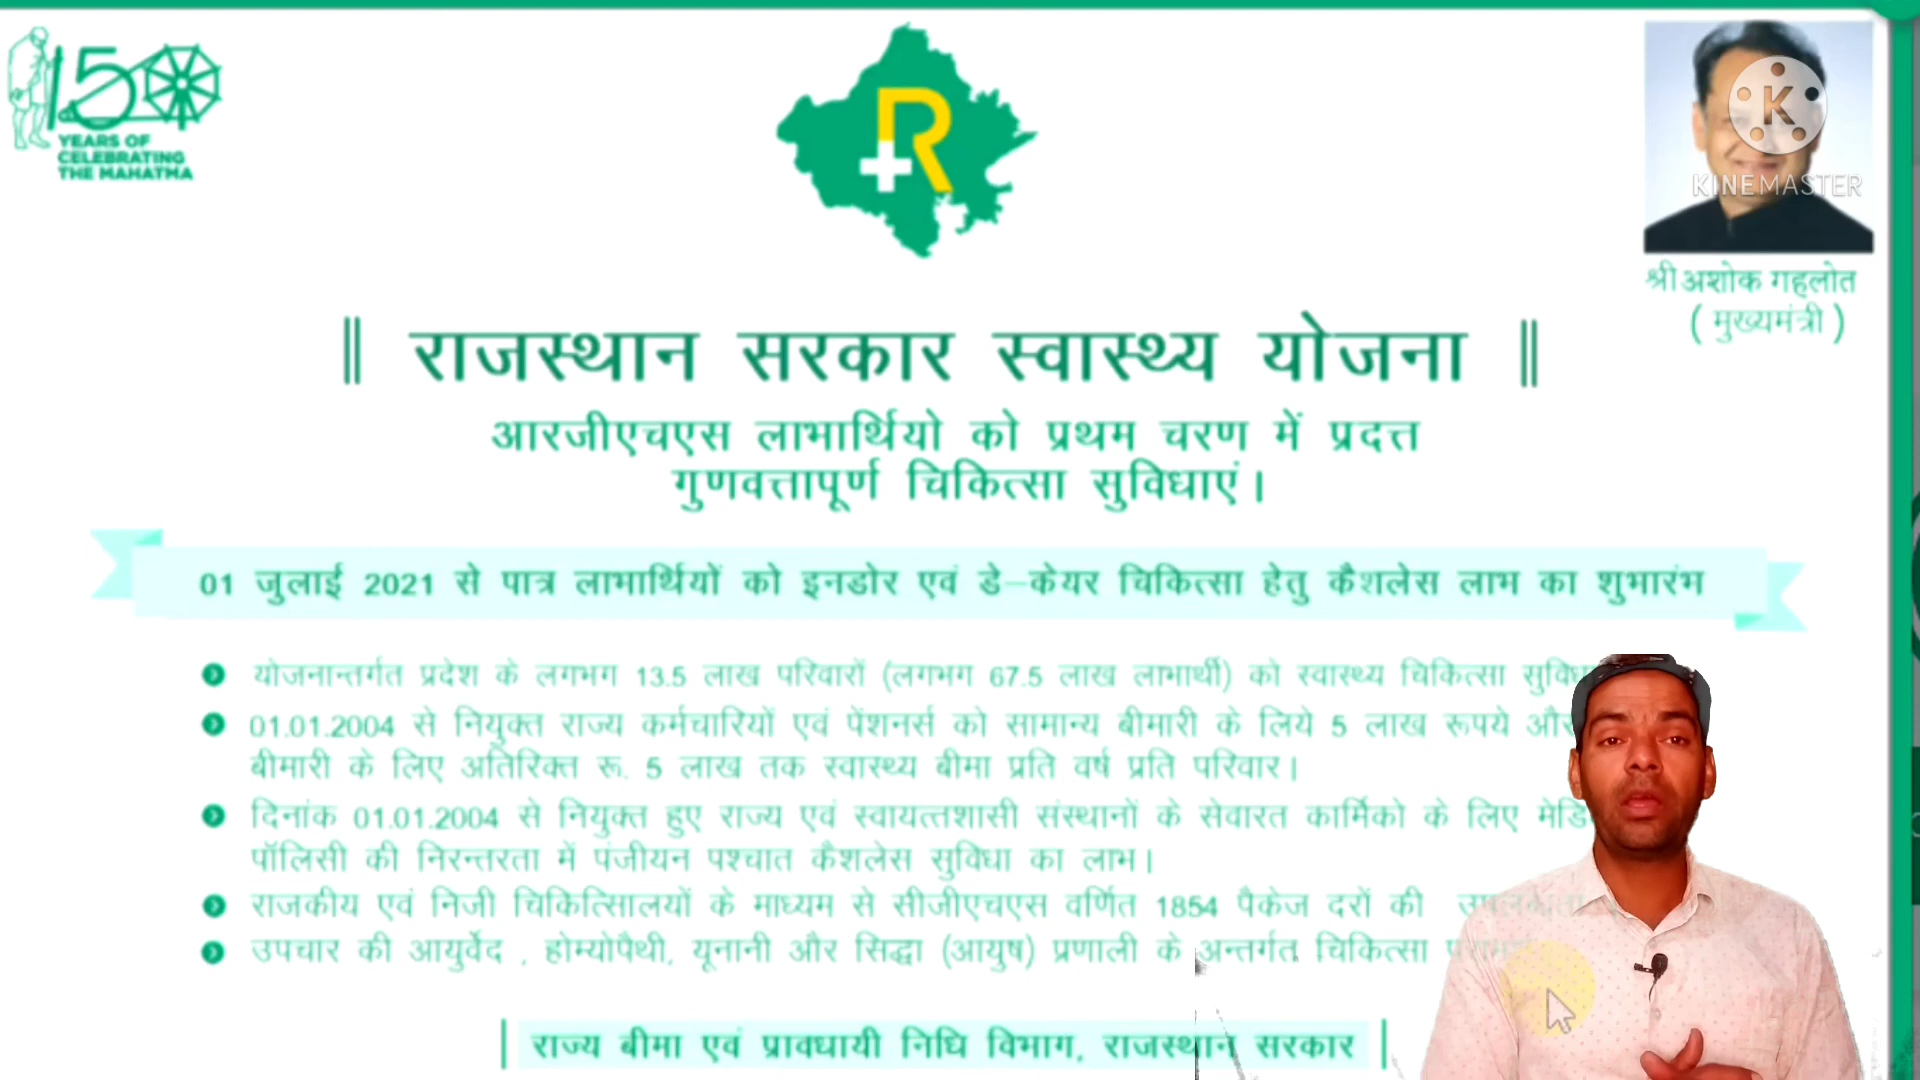 150
YEARS OF
CELEBRATING
THE MAHATMA
R
K
KINEMASTER
श्री अशोक गहलोत
( मुख्यमंत्री )
|| राजस्थान सरकार स्वास्थ्य योजना ||
आरजीएचएस लाभार्थियो को प्रथम चरण में प्रदत्त
गुणवत्तापूर्ण चिकित्सा सुविधाएं।
01 जुलाई 2021 से पात्र लाभार्थियों को इनडोर एवं डे–केयर चिकित्सा हेतु कैशलेस लाभ का शुभारंभ
योजनान्तर्गत प्रदेश के लगभग 13.5 लाख परिवारों (लगभग 67.5 लाख लाभार्थी) को स्वास्थ्य चिकित्सा
01.01.2004 से नियुक्त राज्य कर्मचारियों एवं पेंशनर्स को सामान्य बीमारी के लिये 5 लाख रूपये और
बीमारी के लिए अतिरिक्त रू. 5 लाख तक स्वास्थ्य बीमा प्रति वर्ष प्रति परिवार।
दिनांक 01.01.2004 से नियुक्त हुए राज्य एवं स्वायत्तशासी संस्थानों के सेवारत कार्मिको के लिए
पॉलिसी की निरन्तरता में पंजीयन पश्चात कैशलेस सुविधा का लाभ।
राजकीय एवं निजी चिकित्सिालयों के माध्यम से सीजीएचएस वर्णित 1854 पैकेज दरों की
उपचार की आयुर्वेद , होम्योपैथी, यूनानी और सिद्धा (आयुष) प्रणाली के अन्तर्गत चिकित्सा
| राज्य बीमा एवं प्रावधायी निधि विभाग, राजस्थान सरकार |